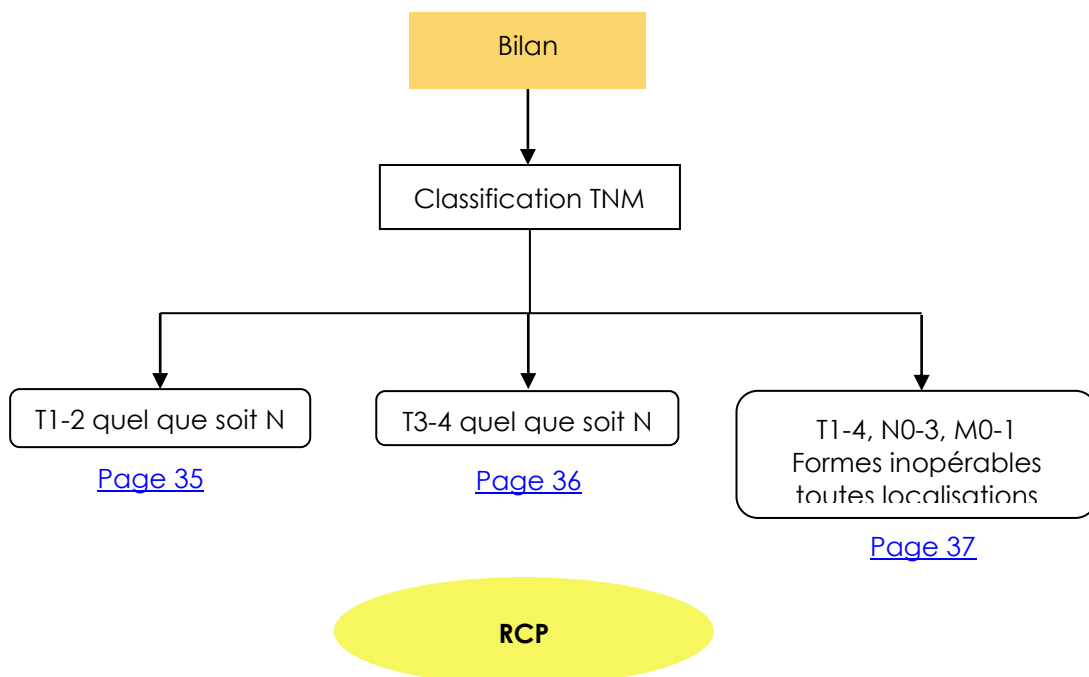 Bilan
Classification TNM
T1-2 quel que soit N
Page 35
T3-4 quel que soit N
Page 36
T1-4, N0-3, M0-1
Formes inopérables
toutes localisations
Page 37
RCP